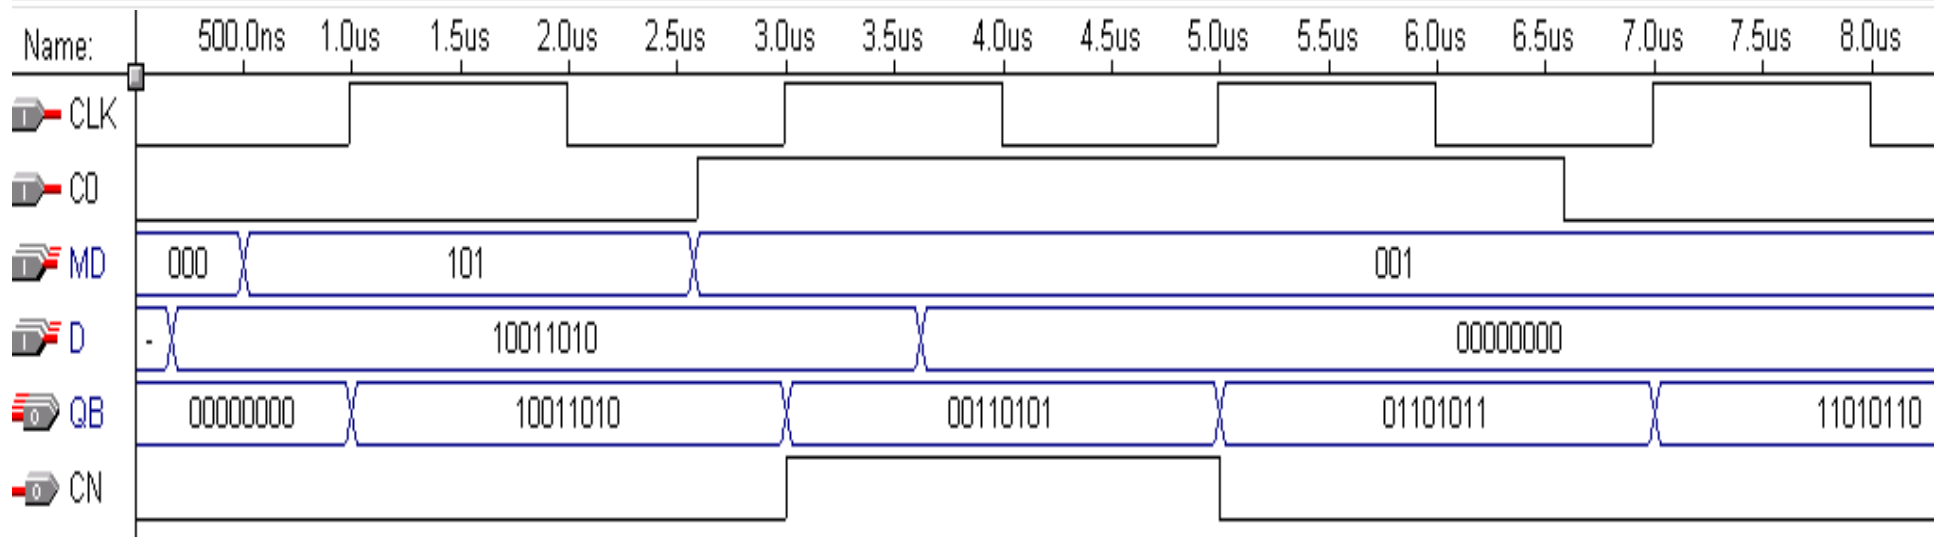 Name: 500.0ns 1.0us 1.5us 2.0us 2.5us 3.0us 3.5us 4.0us 4.5us 5.0us 5.5us 6.0us 6.5us 7.0us 7.5us 8.0us
I CLK
I C0
I MD 000 101 001
I D - 10011010 00000000
0 QB 00000000 10011010 00110101 01101011 11010110
0 CN